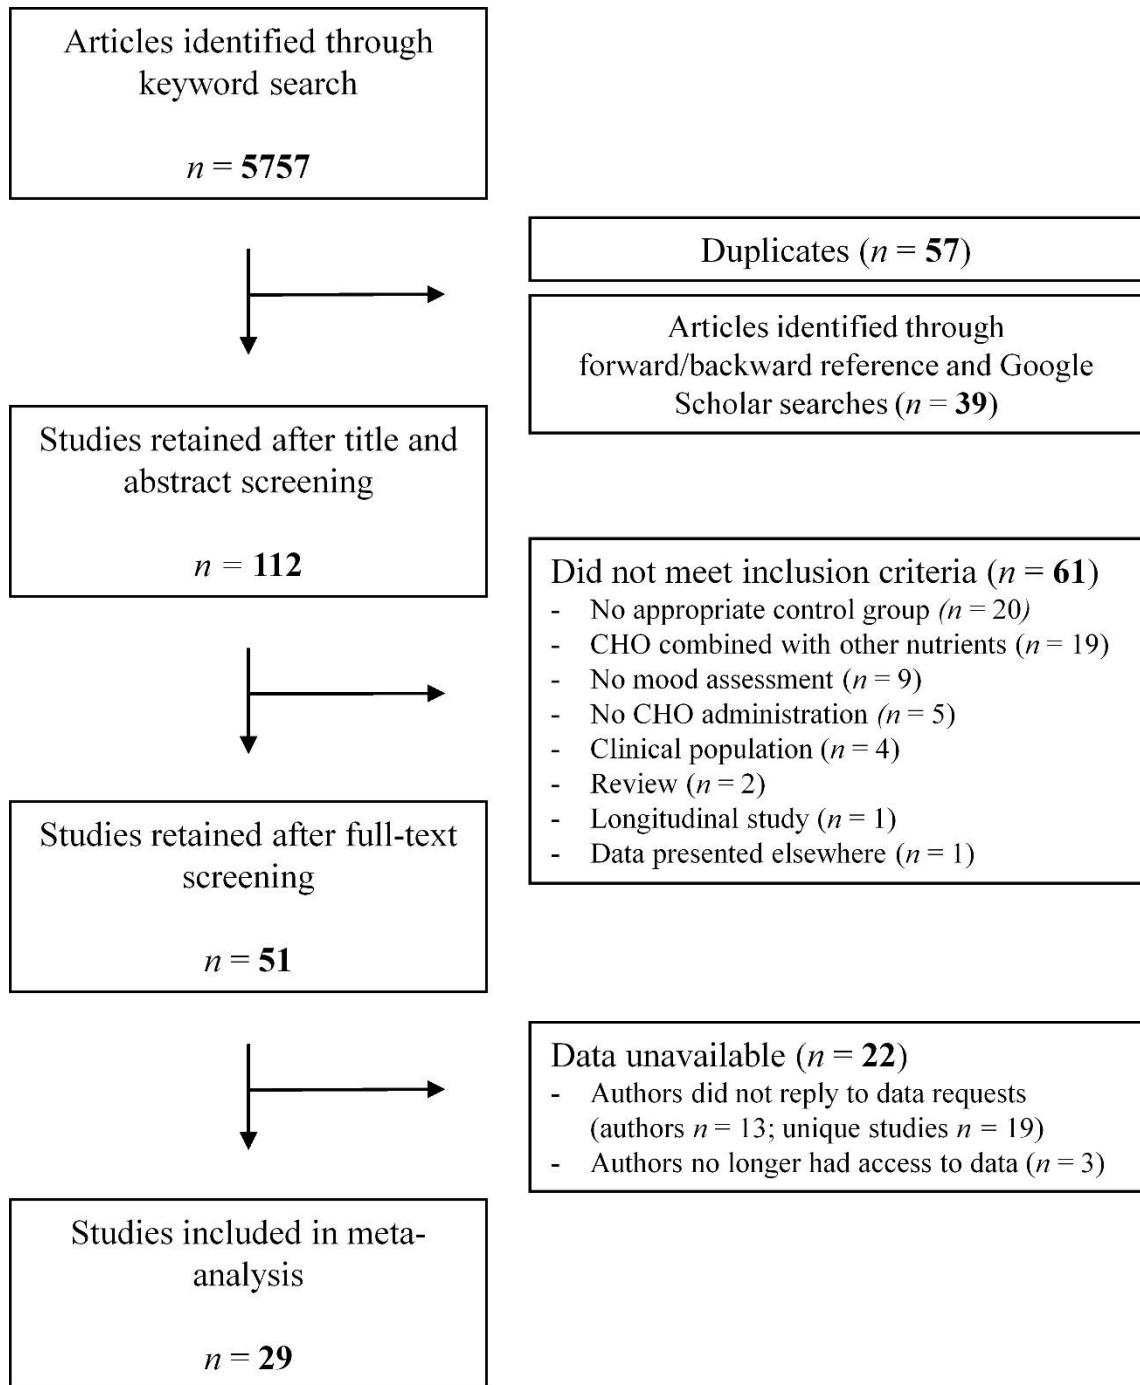 Articles identified through
keyword search
n = 5757
Duplicates (n = 57)
Articles identified through
forward/backward reference and Google
Scholar searches (n = 39)
Studies retained after title and
abstract screening
n = 112
Did not meet inclusion criteria (n = 61)
- No appropriate control group (n = 20)
- CHO combined with other nutrients (n = 19)
- No mood assessment (n = 9)
- No CHO administration (n = 5)
- Clinical population (n = 4)
- Review (n = 2)
- Longitudinal study (n = 1)
- Data presented elsewhere (n = 1)
Studies retained after full-text
screening
n = 51
Data unavailable (n = 22)
- Authors did not reply to data requests
(authors n = 13; unique studies n = 19)
- Authors no longer had access to data (n = 3)
Studies included in meta-
analysis
n = 29